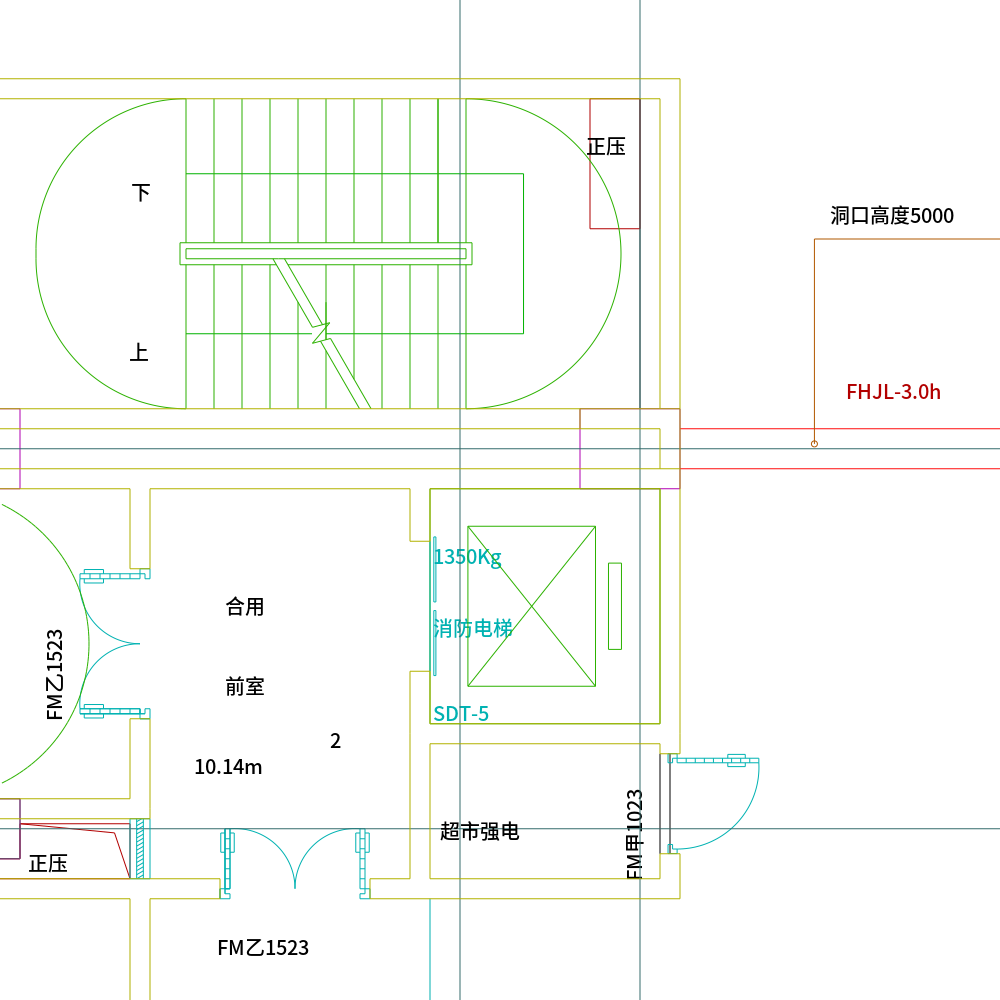 正压
下
洞口高度5000
上
FHJL-3.0h
1350Kg
合用
消防电梯
FM乙1523
前室
SDT-5
2
10.14m
超市强电
FM甲1023
正压
FM乙1523